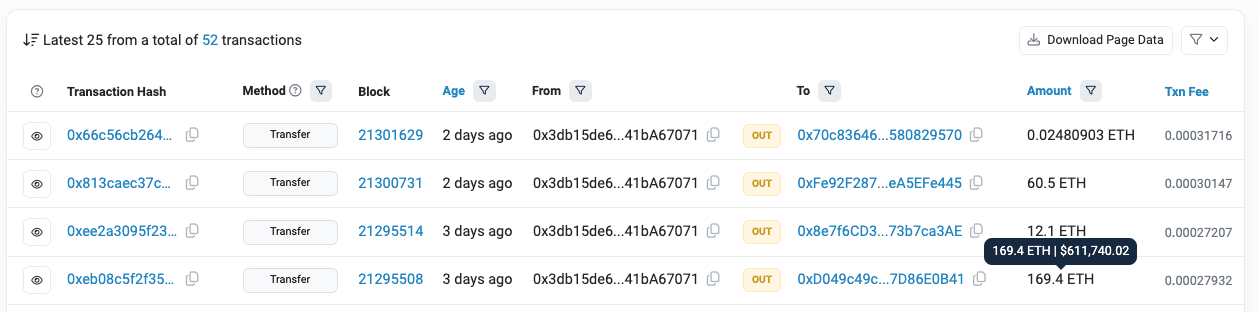 Latest 25 from a total of 52 transactions
Download Page Data
Transaction Hash Method Block Age From To Amount Txn Fee
0x66c56cb264... Transfer 21301629 2 days ago 0x3db15de6...41bA67071 OUT 0x70c83646...580829570 0.02480903 ETH 0.00031716
0x813caec37c... Transfer 21300731 2 days ago 0x3db15de6...41bA67071 OUT 0xFe92F287...eA5EFe445 60.5 ETH 0.00030147
0xee2a3095f23... Transfer 21295514 3 days ago 0x3db15de6...41bA67071 OUT 0x8e7f6CD3...73b7ca3AE 12.1 ETH 0.00027207
169.4 ETH | $611,740.02
0xeb08c5f2f35... Transfer 21295508 3 days ago 0x3db15de6...41bA67071 OUT 0xD049c49c...7D86E0B41 169.4 ETH 0.00027932